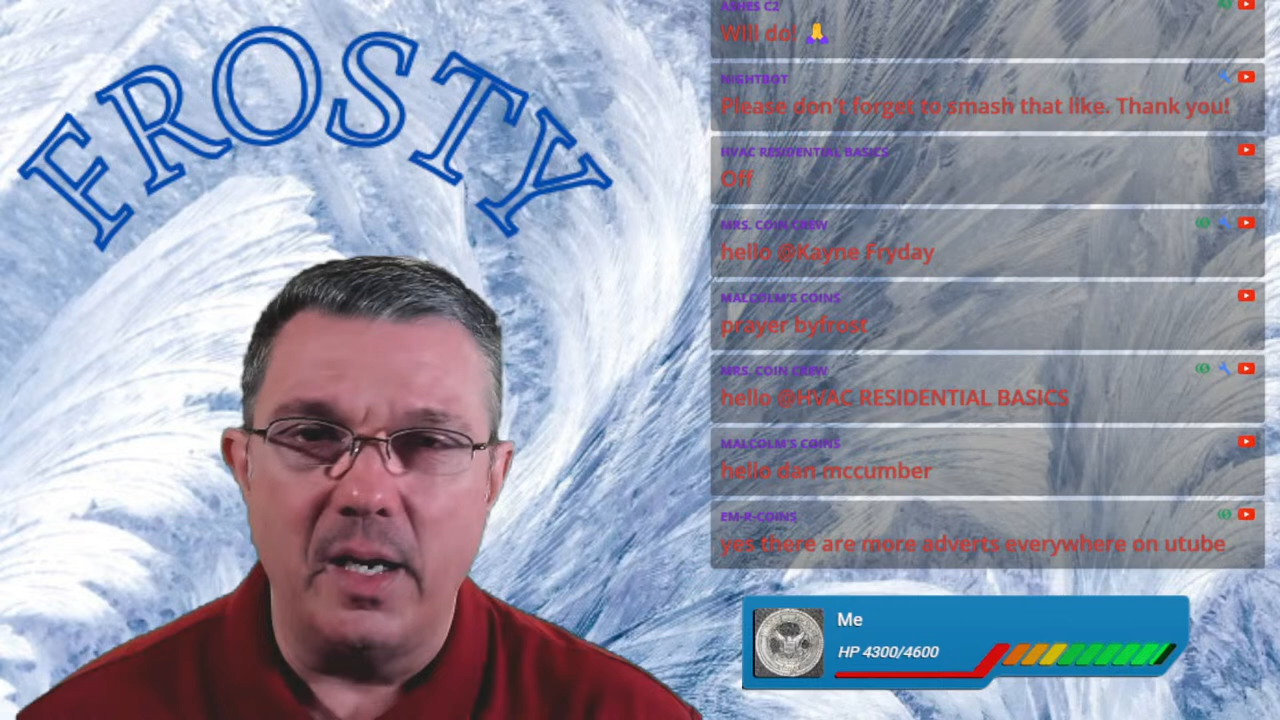 FROSTY
ASHES C2
Will do! 🙏
NIGHTBOT
Please don't forget to smash that like. Thank you!
HVAC RESIDENTIAL BASICS
Off
MRS. COIN CREW
hello @Kayne Fryday
MALCOLM'S COINS
prayer byfrost
MRS. COIN CREW
hello @HVAC RESIDENTIAL BASICS
MALCOLM'S COINS
hello dan mccumber
EM-R-COINS
yes there are more adverts everywhere on utube
Me
HP 4300/4600